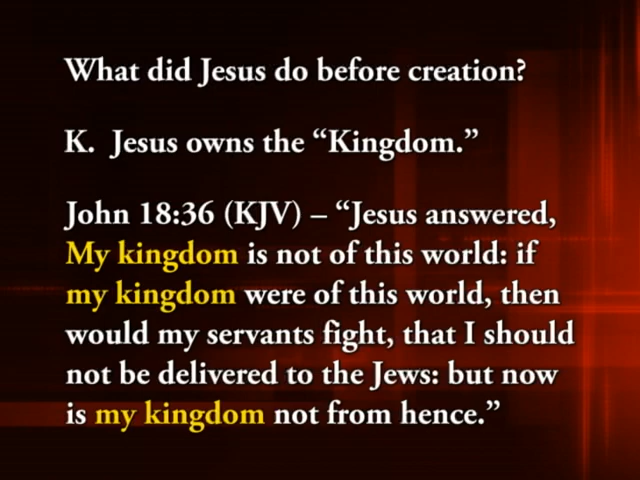 What did Jesus do before creation?
K. Jesus owns the “Kingdom.”
John 18:36 (KJV) – “Jesus answered,
My kingdom is not of this world: if
my kingdom were of this world, then
would my servants fight, that I should
not be delivered to the Jews: but now
is my kingdom not from hence.”